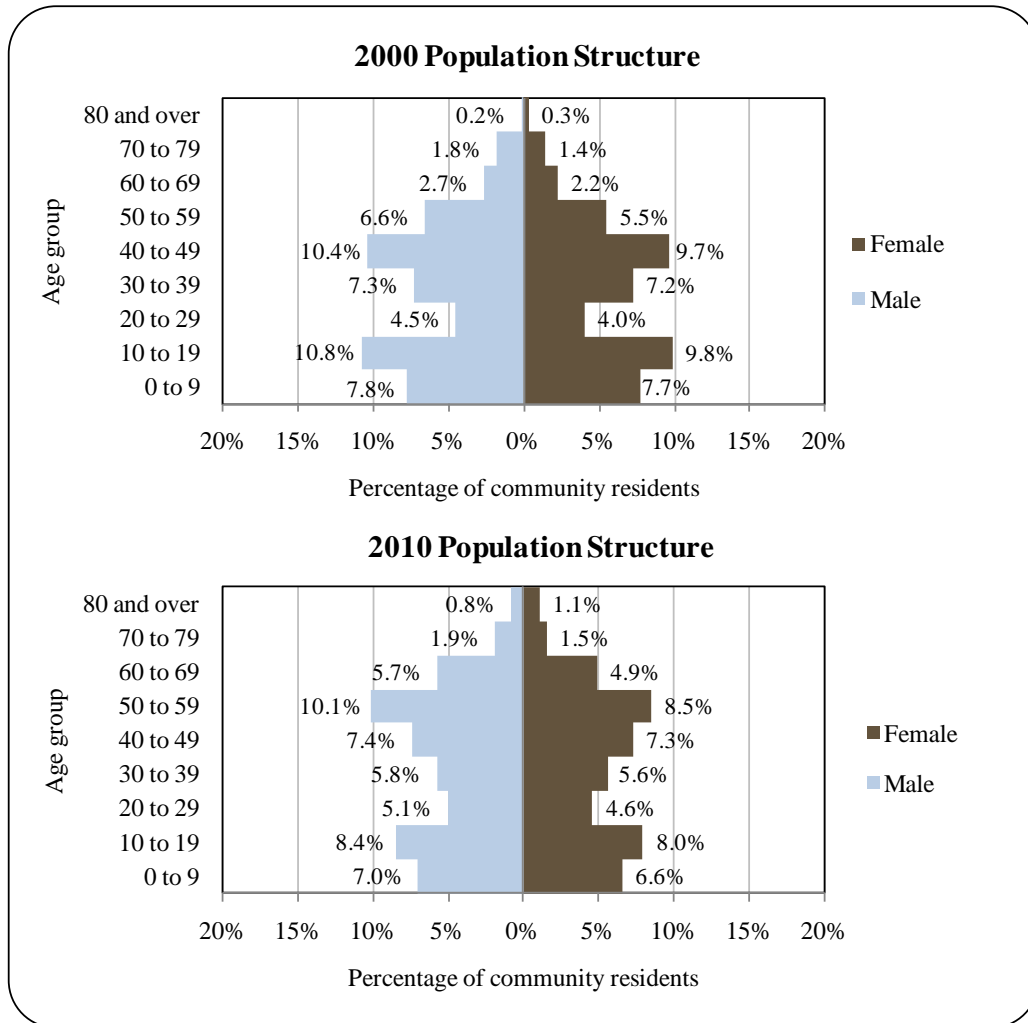 2000 Population Structure
Age group
80 and over 0.2% 0.3%
70 to 79 1.8% 1.4%
60 to 69 2.7% 2.2%
50 to 59 6.6% 5.5%
40 to 49 10.4% 9.7%
30 to 39 7.3% 7.2%
20 to 29 4.5% 4.0%
10 to 19 10.8% 9.8%
0 to 9 7.8% 7.7%
Female
Male
20% 15% 10% 5% 0% 5% 10% 15% 20%
Percentage of community residents
2010 Population Structure
Age group
80 and over 0.8% 1.1%
70 to 79 1.9% 1.5%
60 to 69 5.7% 4.9%
50 to 59 10.1% 8.5%
40 to 49 7.4% 7.3%
30 to 39 5.8% 5.6%
20 to 29 5.1% 4.6%
10 to 19 8.4% 8.0%
0 to 9 7.0% 6.6%
Female
Male
20% 15% 10% 5% 0% 5% 10% 15% 20%
Percentage of community residents